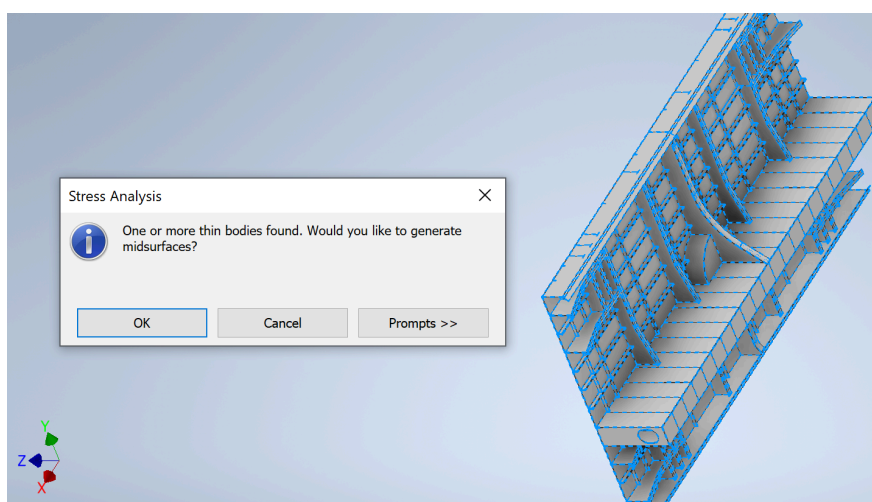 Stress Analysis
One or more thin bodies found. Would you like to generate
midsurfaces?
OK
Cancel
Prompts >>
Y
Z
X